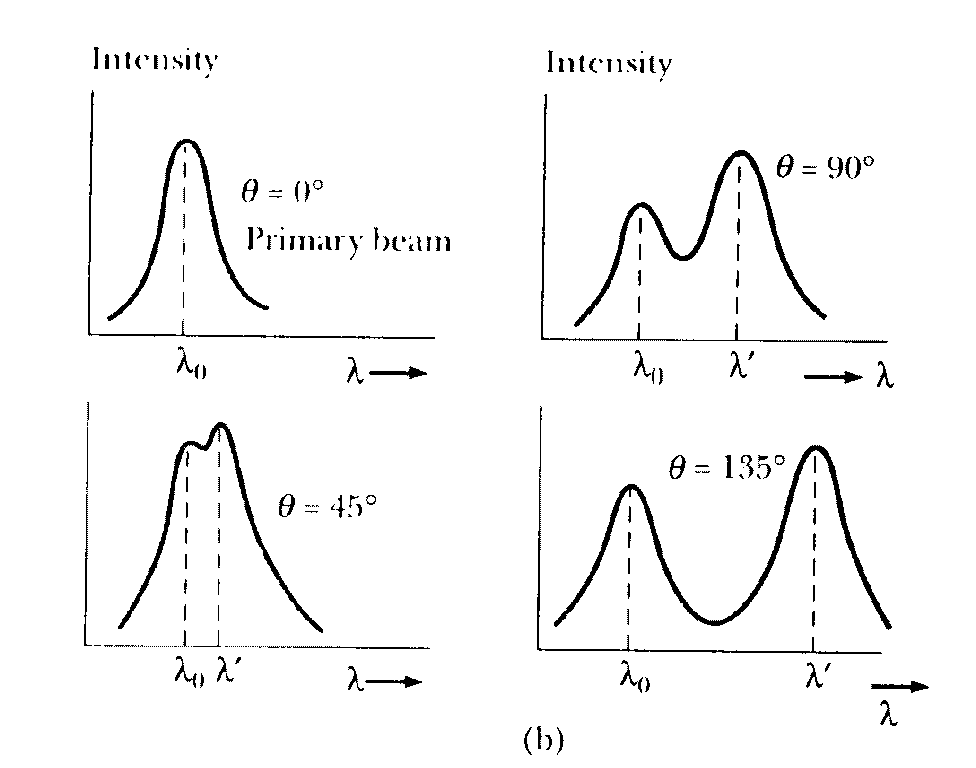 Intensity
θ = 0°
Primary beam
λ₀
λ
Intensity
θ = 90°
λ₀
λ′
λ
θ = 45°
λ₀ λ′
λ
θ = 135°
λ₀
λ′
λ
(b)